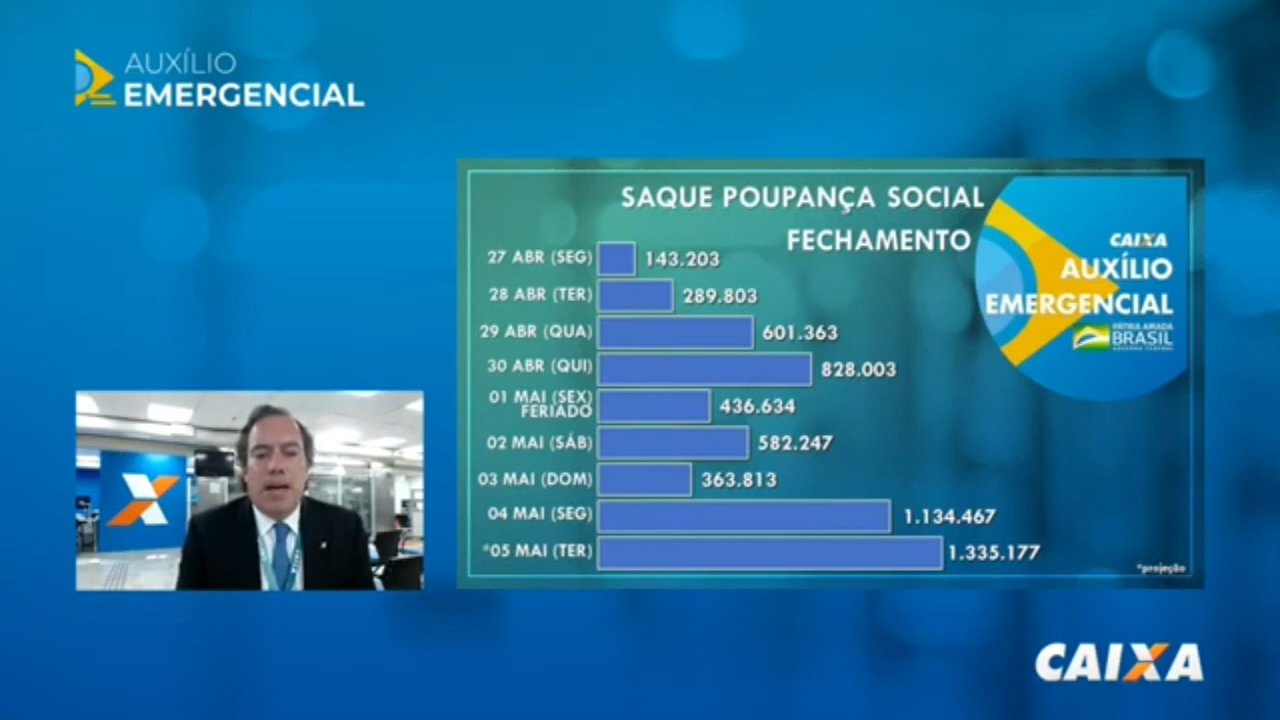 AUXÍLIO
EMERGENCIAL
SAQUE POUPANÇA SOCIAL
FECHAMENTO
27 ABR (SEG) 143.203
28 ABR (TER) 289.803
29 ABR (QUA) 601.363
30 ABR (QUI) 828.003
01 MAI (SEX)
FERIADO 436.634
02 MAI (SÁB) 582.247
03 MAI (DOM) 363.813
04 MAI (SEG) 1.134.467
*05 MAI (TER) 1.335.177
*projeção
CAIXA
AUXÍLIO
EMERGENCIAL
PÁTRIA AMADA
BRASIL
GOVERNO FEDERAL
CAIXA